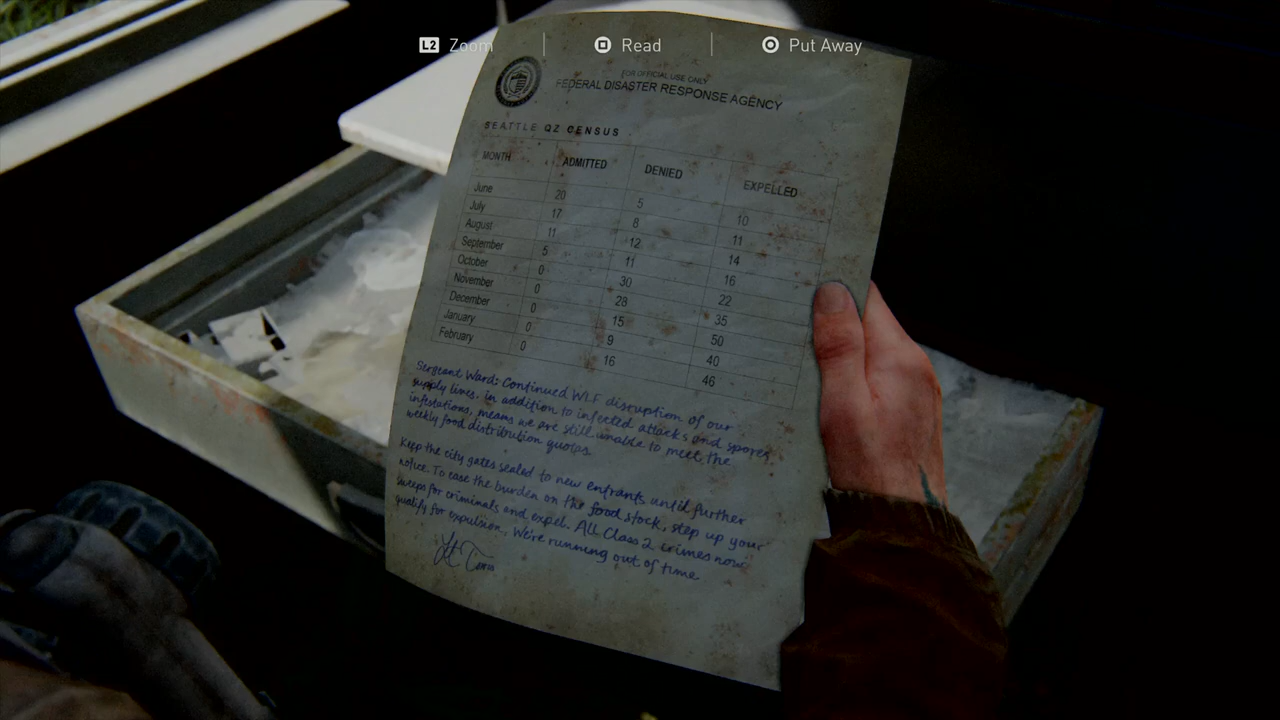 L2 Zoom | Read | Put Away
FOR OFFICIAL USE ONLY
FEDERAL DISASTER RESPONSE AGENCY
SEATTLE QZ CENSUS
MONTH ADMITTED DENIED EXPELLED
June 20 5 10
July 17 8 11
August 11 12 14
September 5 11 16
October 0 30 22
November 0 28 35
December 0 15 50
January 0 9 40
February 0 16 46
Sergeant Ward: Continued WLF disruption of our
supply lines, in addition to infected attacks and spores
infestations, means we are still unable to meet the
weekly food distribution quotas.
Keep the city gates sealed to new entrants until further
notice. To ease the burden on the food stock, step up your
sweeps for criminals and expel. ALL Class 2 crimes now
qualify for expulsion. We're running out of time.
Lt